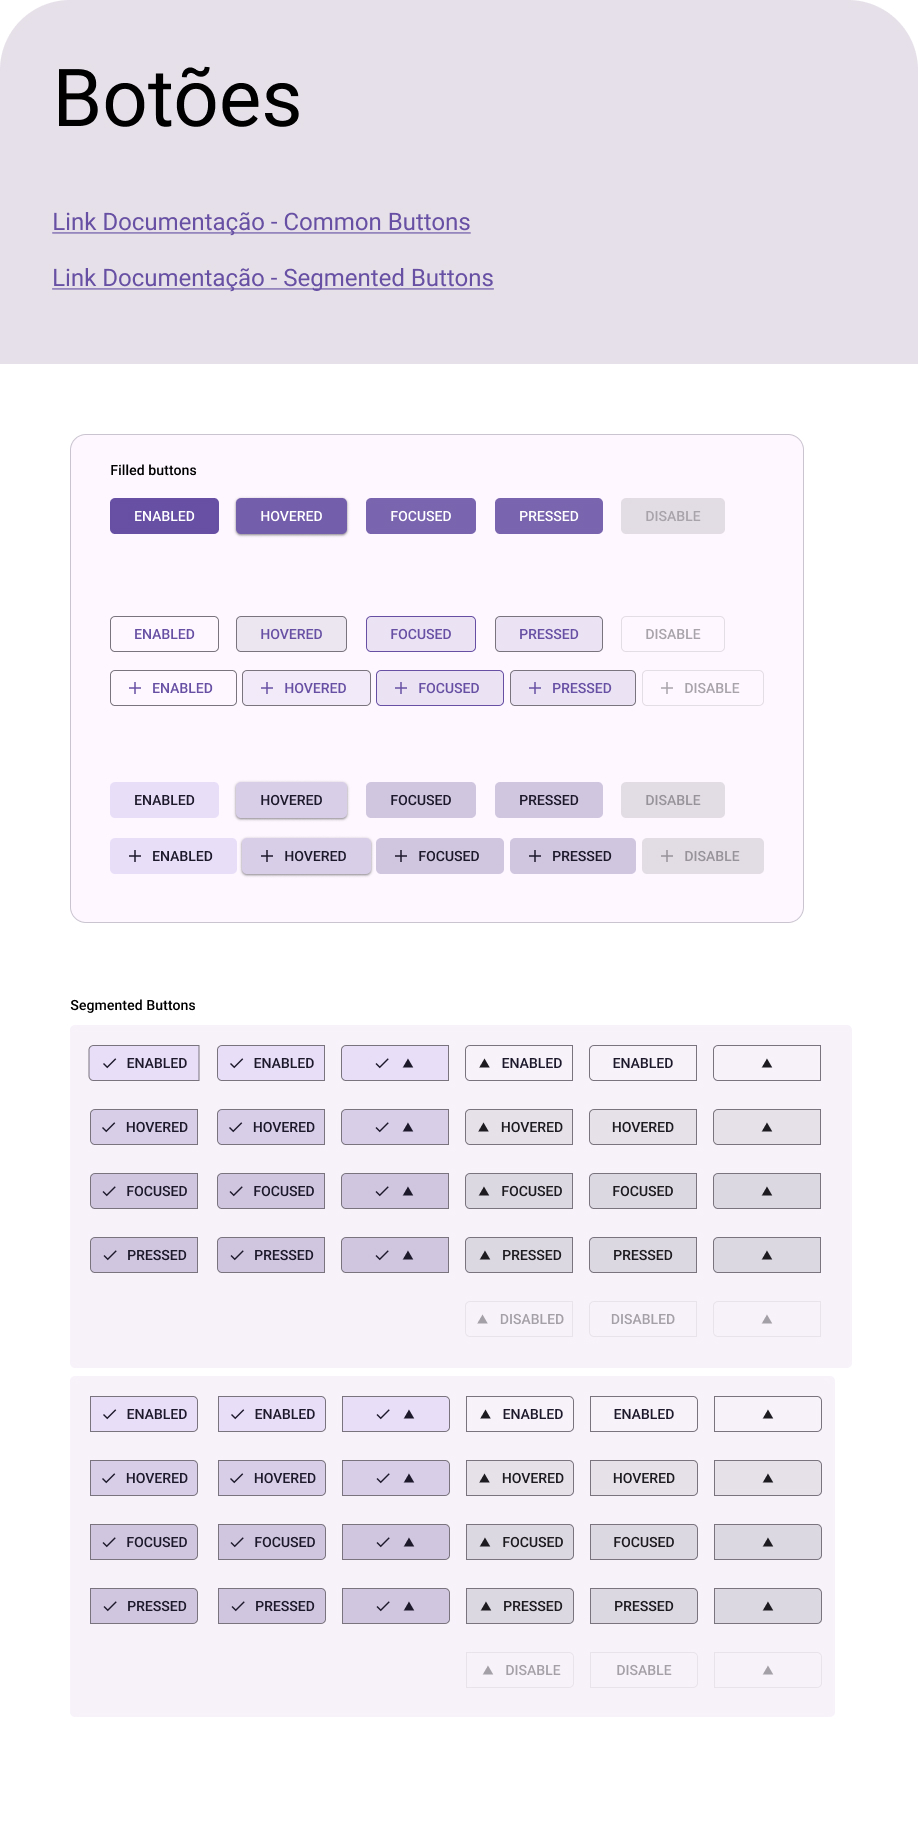 Botões
Link Documentação - Common Buttons
Link Documentação - Segmented Buttons
Filled buttons
ENABLED HOVERED FOCUSED PRESSED DISABLE
ENABLED HOVERED FOCUSED PRESSED DISABLE
ENABLED HOVERED FOCUSED PRESSED DISABLE
ENABLED HOVERED FOCUSED PRESSED DISABLE
ENABLED HOVERED FOCUSED PRESSED DISABLE
Segmented Buttons
ENABLED ENABLED ENABLED ENABLED
HOVERED HOVERED HOVERED HOVERED
FOCUSED FOCUSED FOCUSED FOCUSED
PRESSED PRESSED PRESSED PRESSED
DISABLED DISABLED
ENABLED ENABLED ENABLED ENABLED
HOVERED HOVERED HOVERED HOVERED
FOCUSED FOCUSED FOCUSED FOCUSED
PRESSED PRESSED PRESSED PRESSED
DISABLE DISABLE